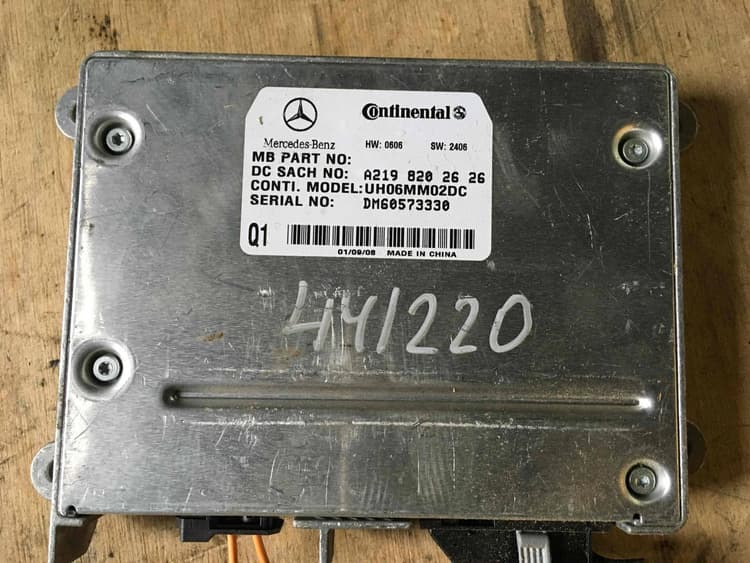 Continental
Mercedes-Benz HW: 0606 SW: 2406
MB PART NO:
DC SACH NO: A219 820 26 26
CONTI. MODEL: UH06MM02DC
SERIAL NO: DM60573330
Q1
01/09/08 MADE IN CHINA
441220